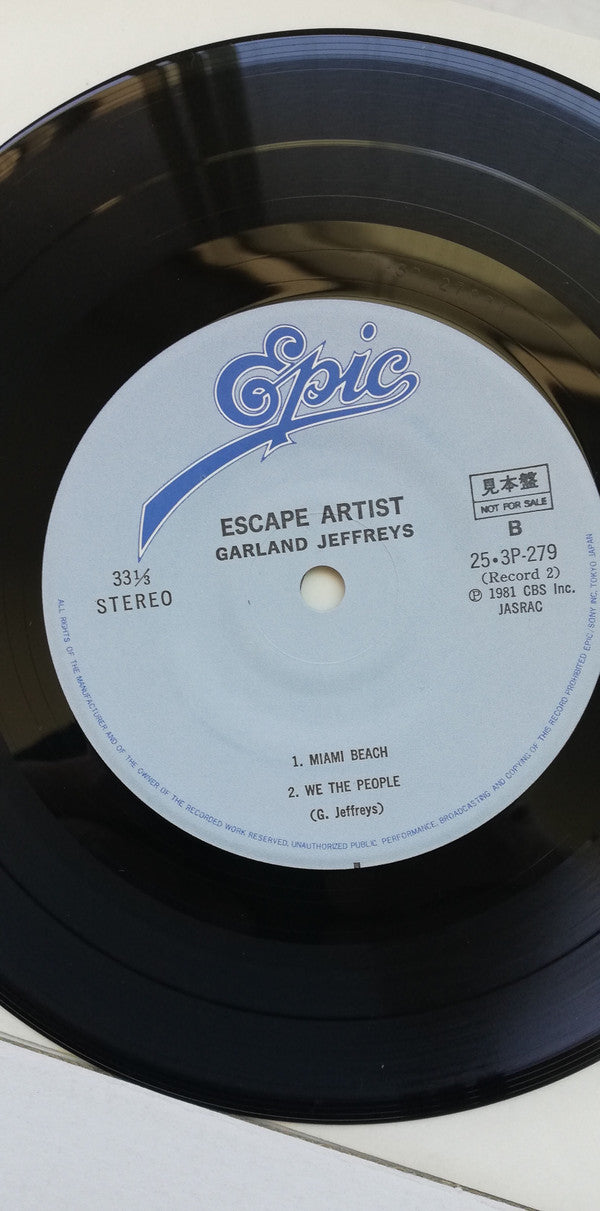 Epic
ESCAPE ARTIST
GARLAND JEFFREYS
33⅓
STEREO
見本盤
NOT FOR SALE
B
25・3P-279
(Record 2)
Ⓟ 1981 CBS Inc.
JASRAC
1. MIAMI BEACH
2. WE THE PEOPLE
(G. Jeffreys)
ALL RIGHTS OF THE MANUFACTURER AND OF THE OWNER OF THE RECORDED WORK RESERVED. UNAUTHORIZED PUBLIC PERFORMANCE, BROADCASTING AND COPYING OF THIS RECORD PROHIBITED EPIC/SONY INC. TOKYO JAPAN